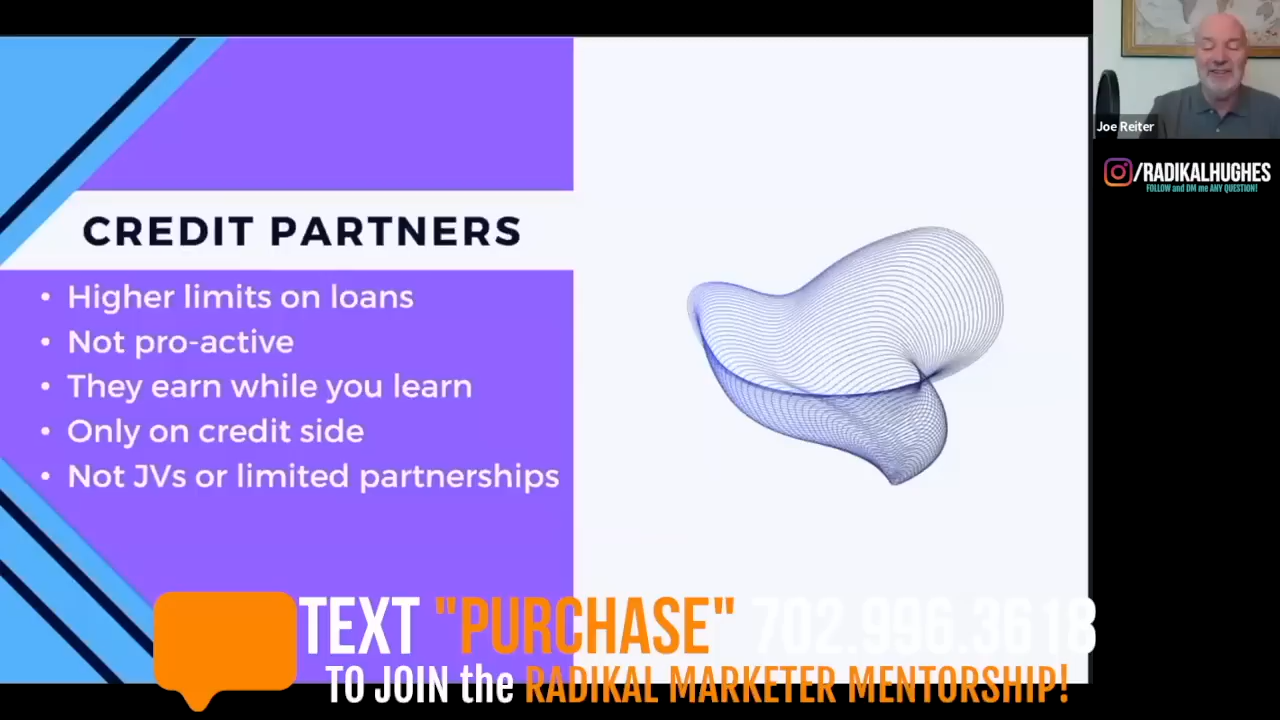 CREDIT PARTNERS
• Higher limits on loans
• Not pro-active
• They earn while you learn
• Only on credit side
• Not JVs or limited partnerships
Joe Reiter
/RADIKALHUGHES
FOLLOW and DM me ANY QUESTION!
TEXT "PURCHASE" 702.996.3618
TO JOIN the RADIKAL MARKETER MENTORSHIP!